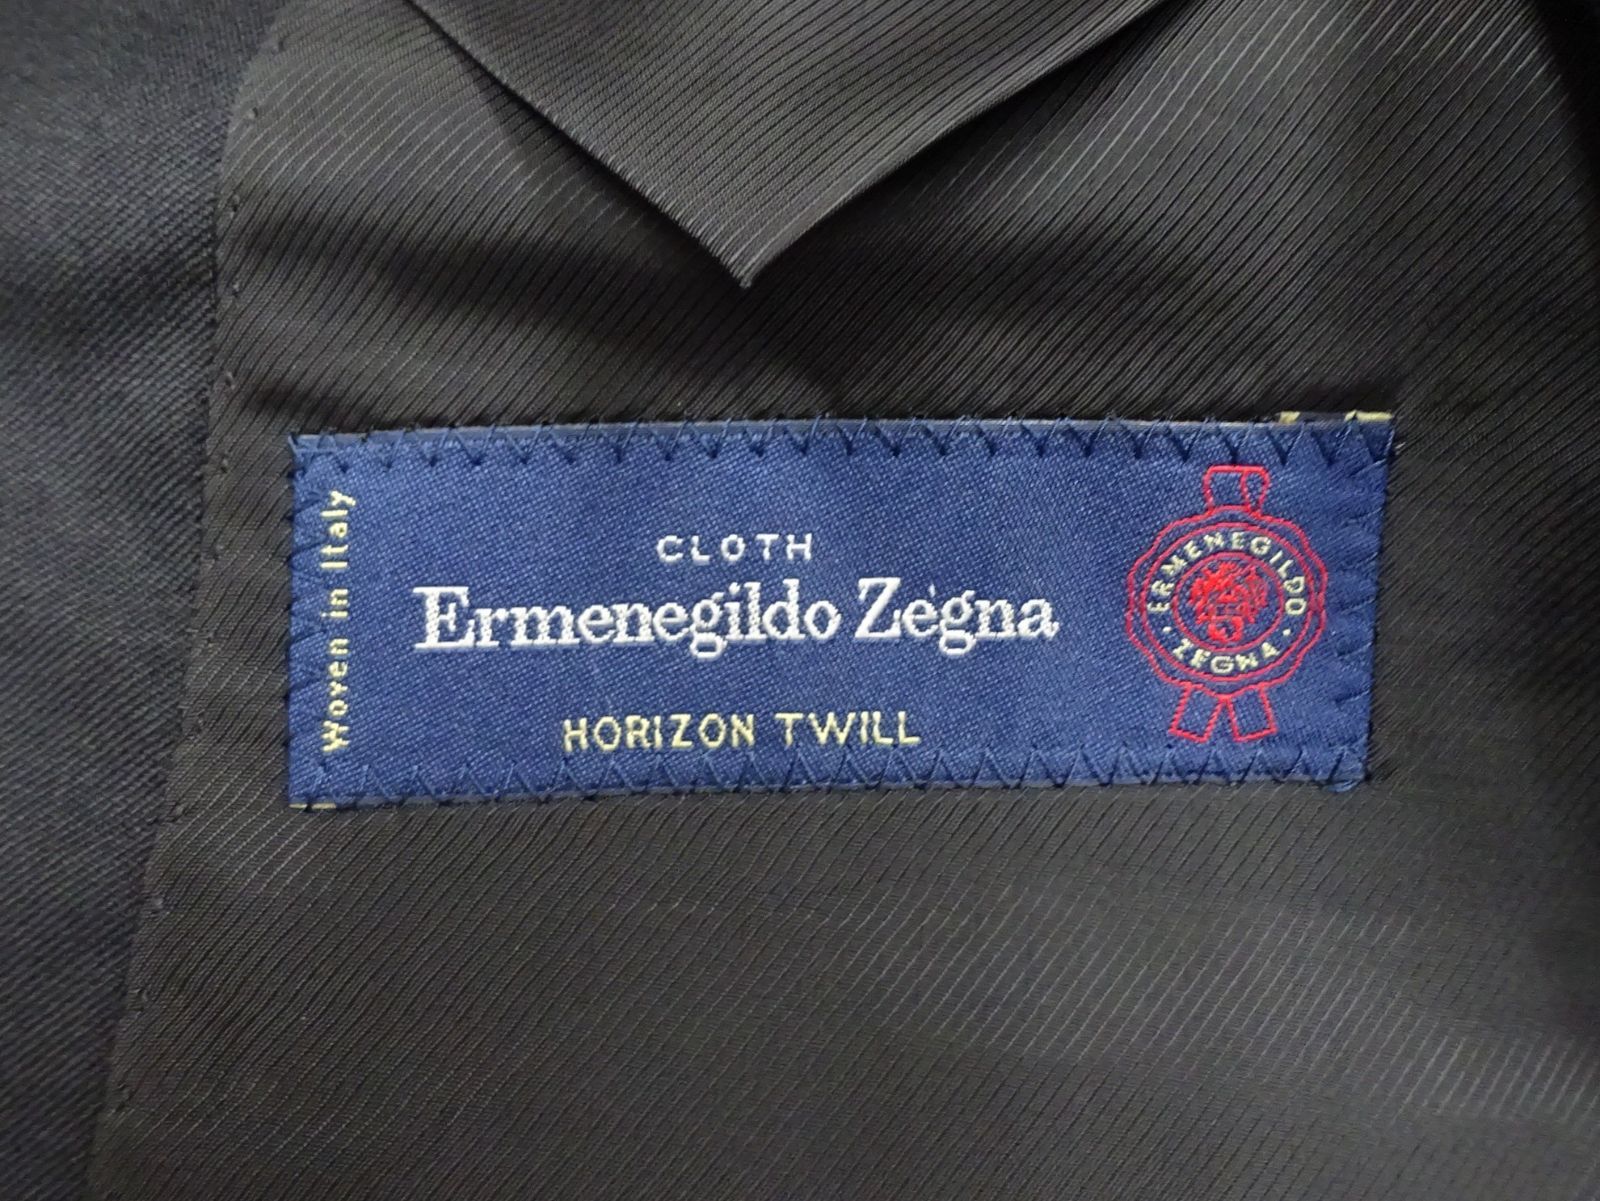 Woven in Italy
CLOTH
Ermenegildo Zegna
HORIZON TWILL
ERMENEGILDO
· ZEGNA ·